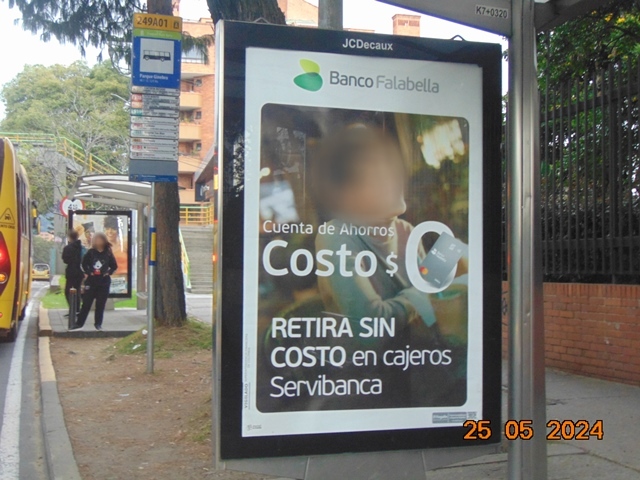 K7+0320
249A01
JCDecaux
Banco Falabella
Cuenta de Ahorros
Costo $0
RETIRA SIN
COSTO en cajeros
Servibanca
25 05 2024